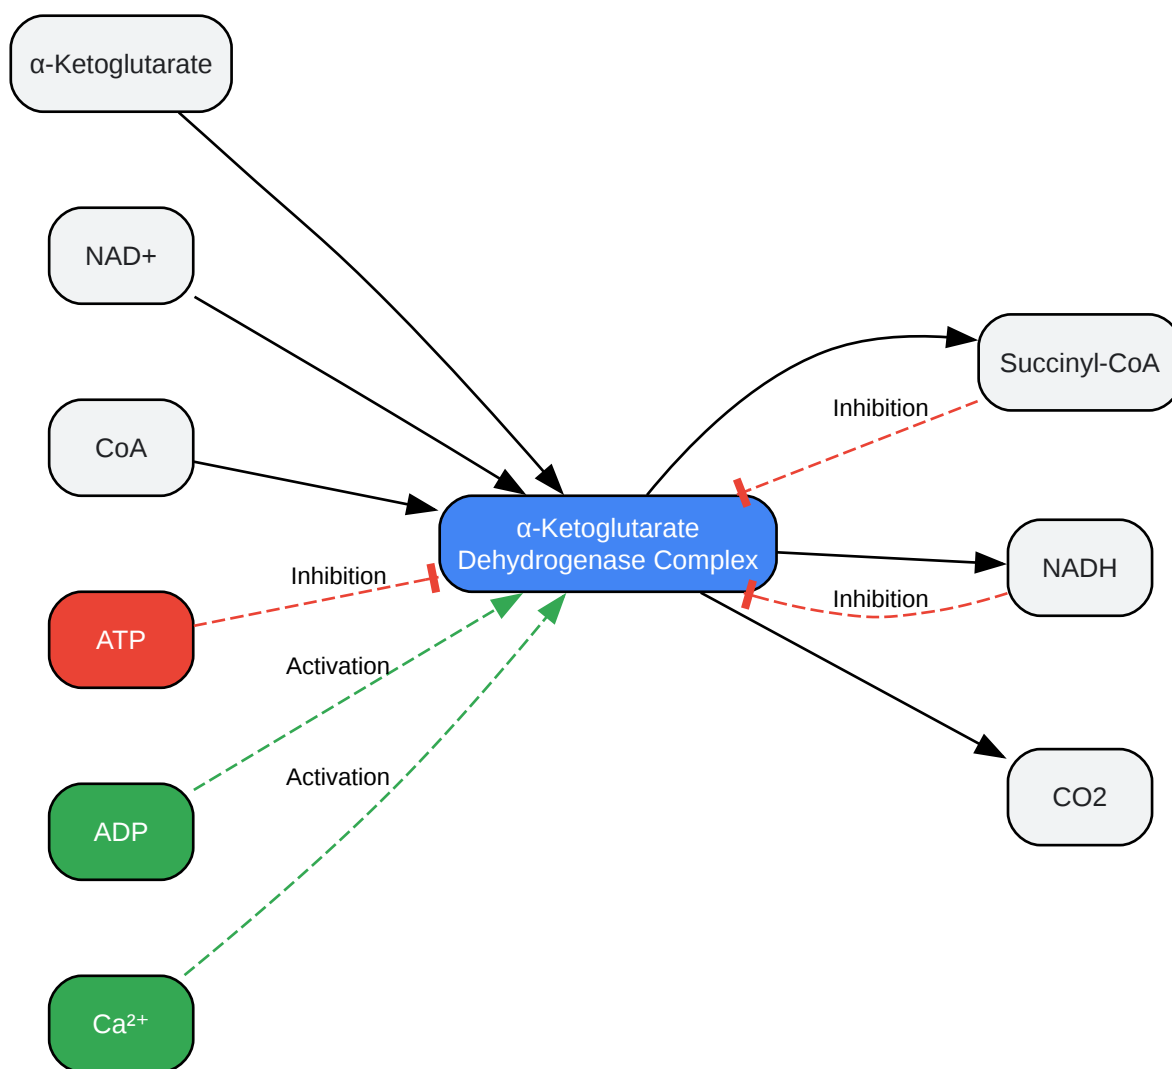 α-Ketoglutarate
NAD+
Succinyl-CoA
Inhibition
CoA
α-Ketoglutarate
Dehydrogenase Complex
NADH
Inhibition
Inhibition
ATP
Activation
Activation
CO2
ADP
Ca²⁺